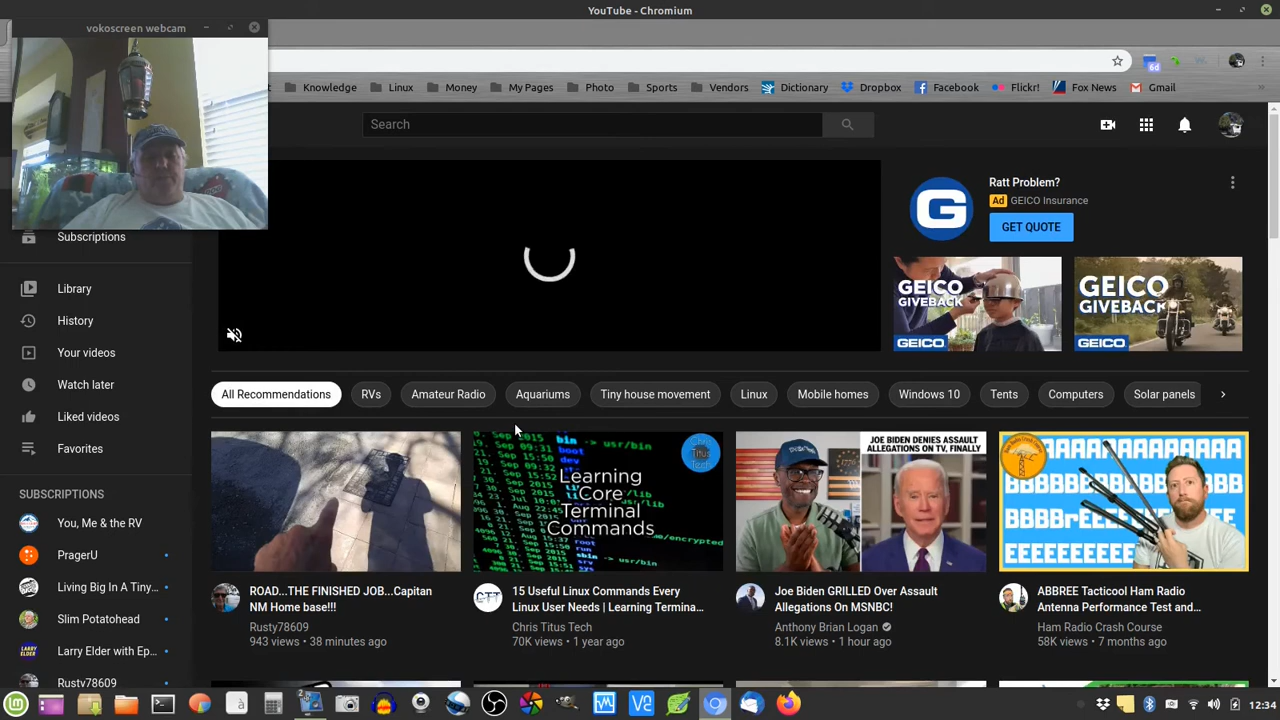 YouTube - Chromium
vokoscreen webcam
Knowledge
Linux
Money
My Pages
Photo
Sports
Vendors
Dictionary
Dropbox
Facebook
Flickr!
Fox News
Gmail
6d
Search
Ratt Problem?
Ad GEICO Insurance
GET QUOTE
GEICO
GIVEBACK
GEICO
GEICO
GIVEBACK
GEICO
Subscriptions
Library
History
Your videos
Watch later
Liked videos
Favorites
SUBSCRIPTIONS
You, Me & the RV
PragerU
Living Big In A Tiny...
Slim Potatohead
Larry Elder with Ep...
Rusty78609
All Recommendations
RVs
Amateur Radio
Aquariums
Tiny house movement
Linux
Mobile homes
Windows 10
Tents
Computers
Solar panels
Learning
Core
Terminal
Commands
Chris
Titus
Tech
JOE BIDEN DENIES ASSAULT
ALLEGATIONS ON TV, FINALLY
ROAD...THE FINISHED JOB...Capitan
NM Home base!!!
Rusty78609
943 views • 38 minutes ago
15 Useful Linux Commands Every
Linux User Needs | Learning Termina...
Chris Titus Tech
70K views • 1 year ago
Joe Biden GRILLED Over Assault
Allegations On MSNBC!
Anthony Brian Logan
8.1K views • 1 hour ago
ABBREE Tacticool Ham Radio
Antenna Performance Test and...
Ham Radio Crash Course
58K views • 7 months ago
12:34